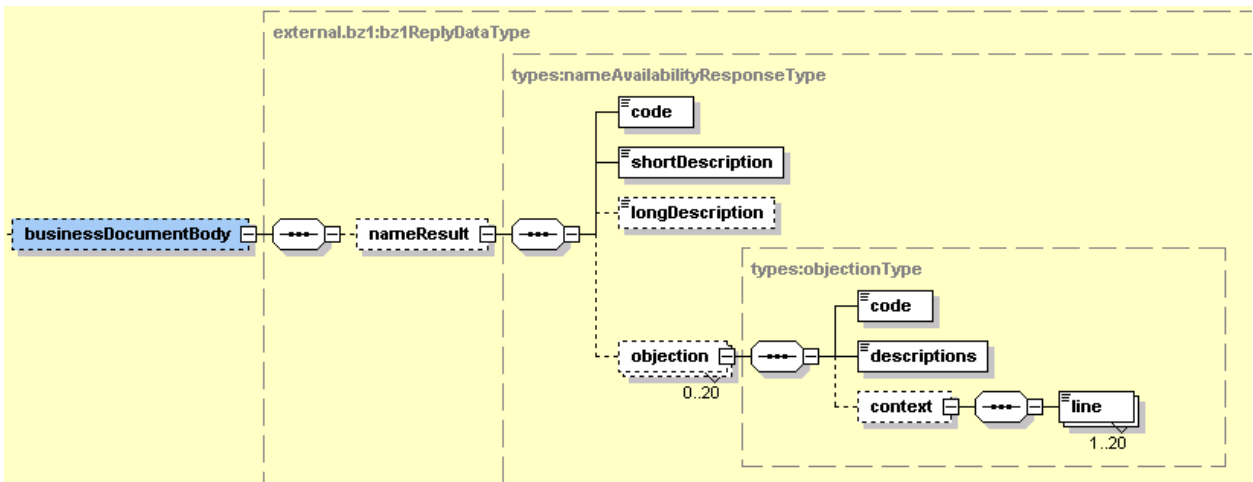 external.bz1:bz1ReplyDataType
types:nameAvailabilityResponseType
code
shortDescription
longDescription
businessDocumentBody
nameResult
types:objectionType
code
objection
descriptions
0..20
context
line
1..20